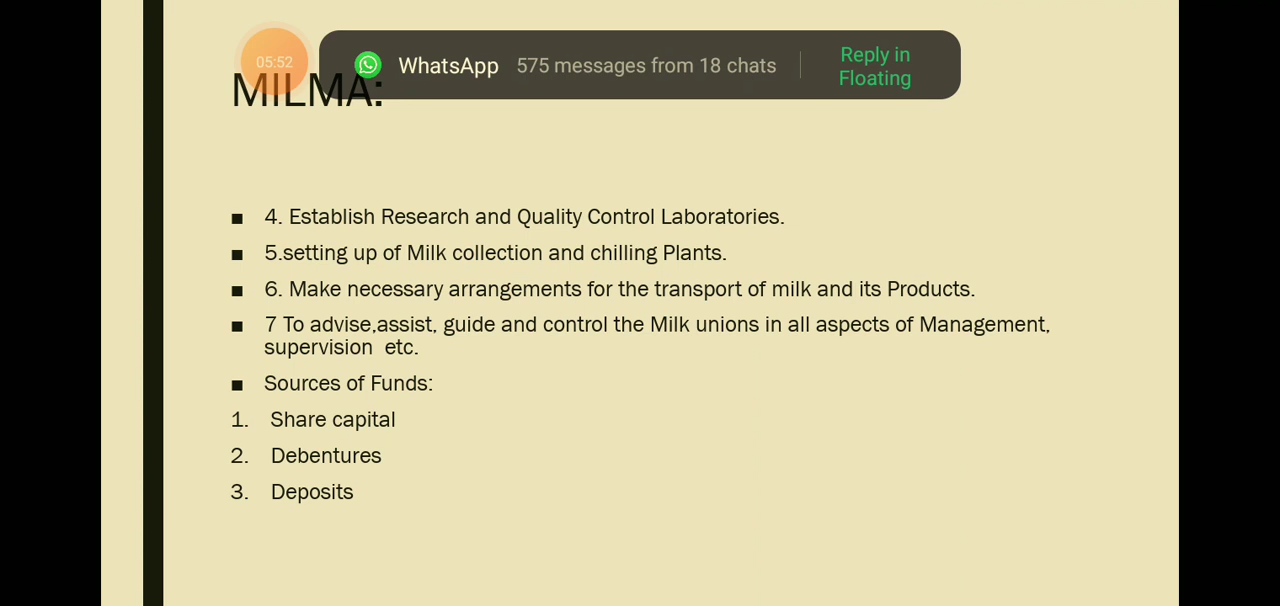 05:52
WhatsApp 575 messages from 18 chats
Reply in
Floating
MILMA:
■ 4. Establish Research and Quality Control Laboratories.
■ 5.setting up of Milk collection and chilling Plants.
■ 6. Make necessary arrangements for the transport of milk and its Products.
■ 7 To advise,assist, guide and control the Milk unions in all aspects of Management,
supervision  etc.
■ Sources of Funds:
1. Share capital
2. Debentures
3. Deposits